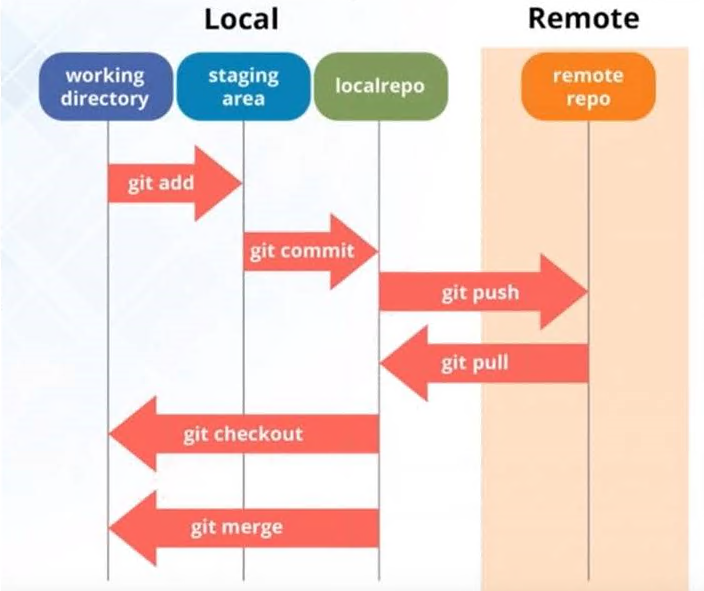 Local
Remote
working
directory
staging
area
localrepo
remote
repo
git add
git commit
git push
git pull
git checkout
git merge